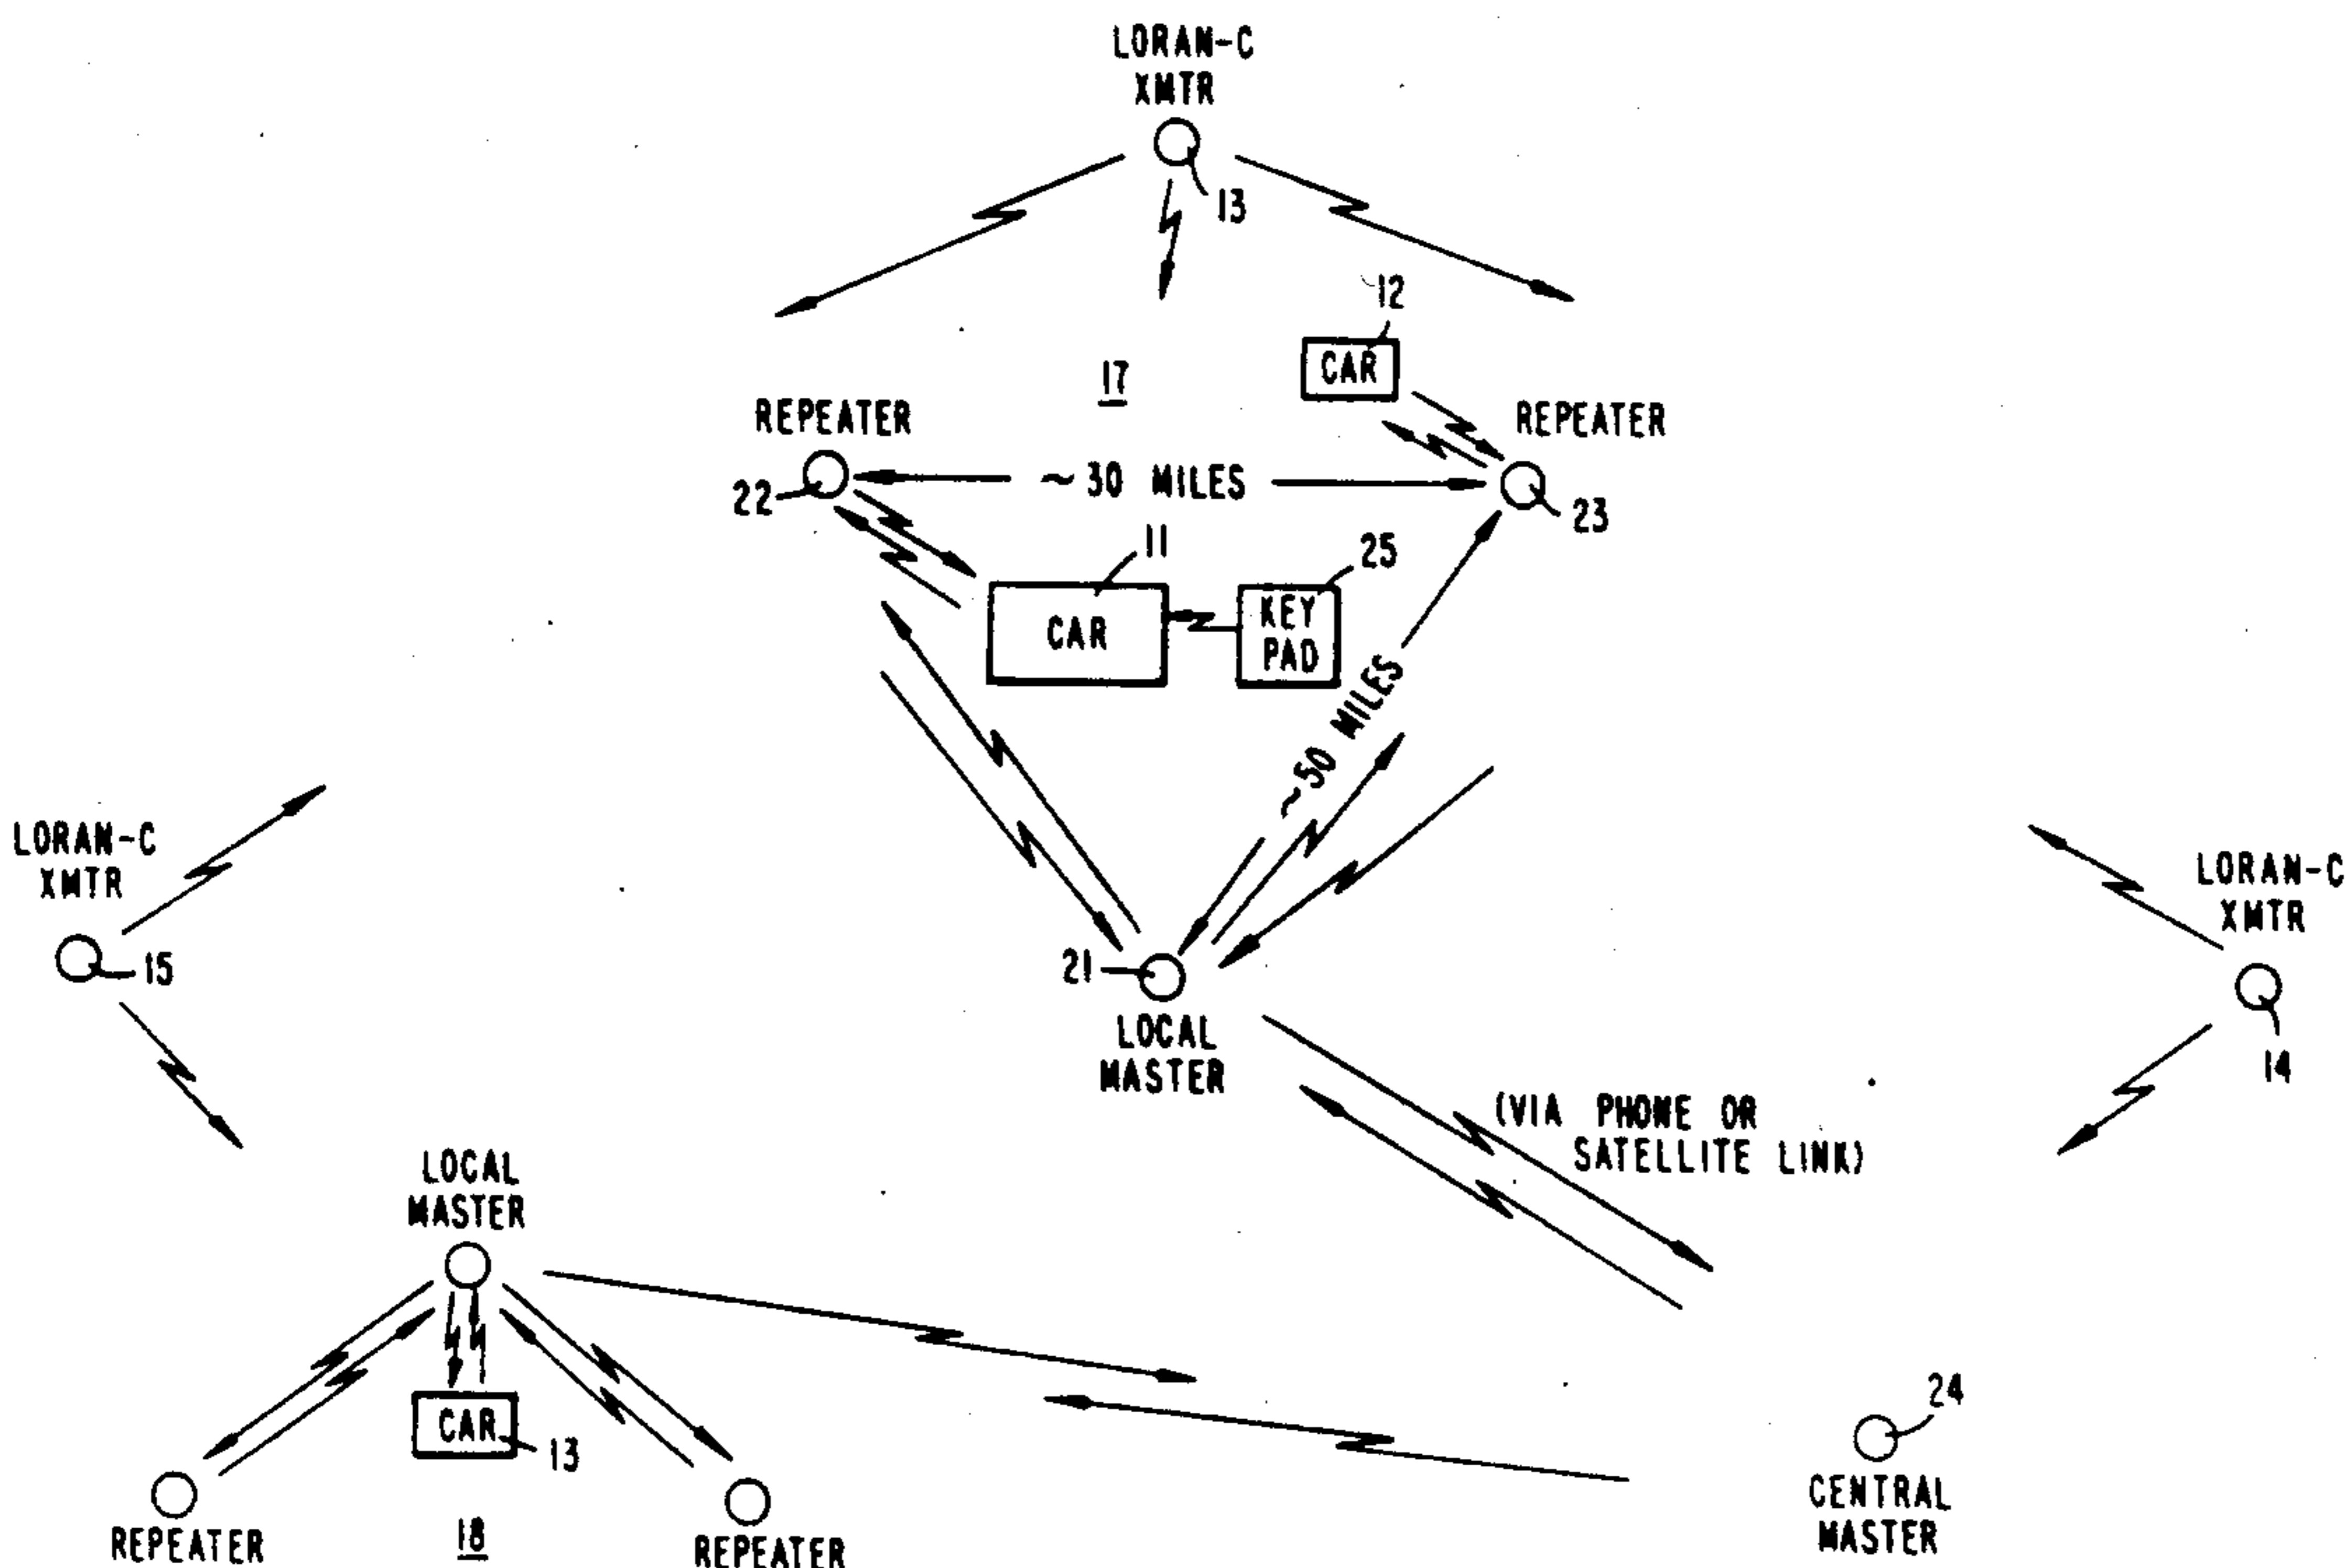 LORAN-C
XMTR
13
12
CAR
17
REPEATER
REPEATER
~30 MILES
22
23
11
25
CAR
KEY
PAD
~50 MILES
LORAN-C
XMTR
15
LORAN-C
XMTR
14
21
LOCAL
MASTER
(VIA PHONE OR
SATELLITE LINK)
LOCAL
MASTER
CAR
13
24
CENTRAL
MASTER
REPEATER
18
REPEATER